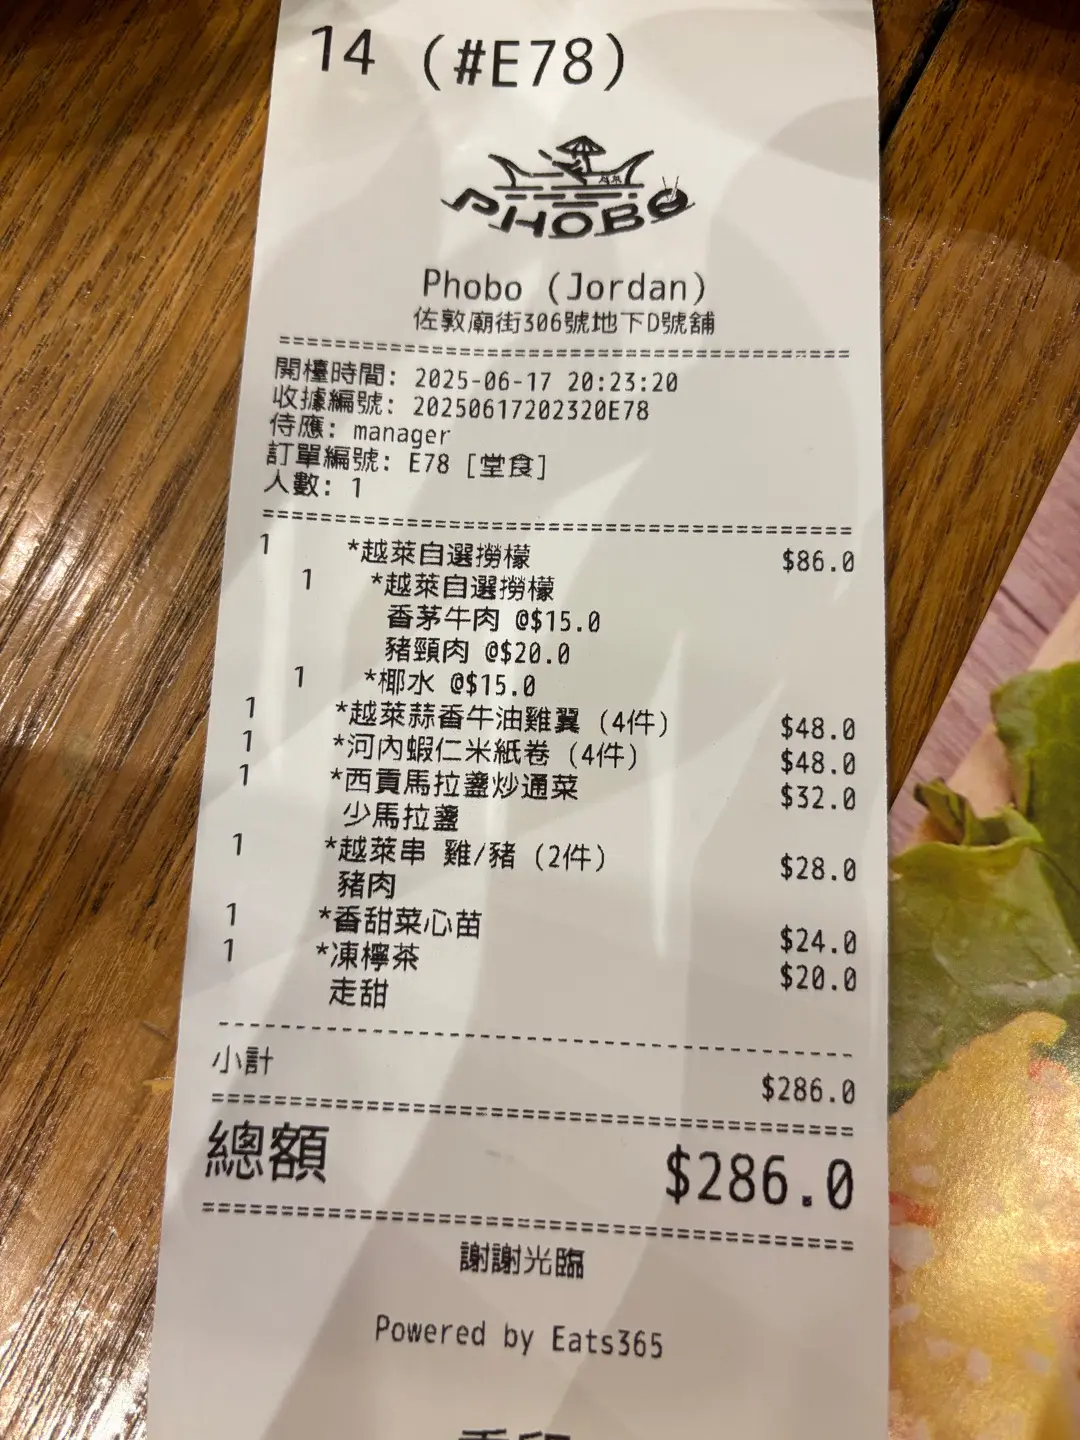 14 (#E78)
PHOBO
Phobo (Jordan)
佐敦廟街306號地下D號舖
開檯時間: 2025-06-17 20:23:20
收據編號: 20250617202320E78
侍應: manager
訂單編號: E78 [堂食]
人數: 1
1 *越萊自選撈檬 $86.0
1 *越萊自選撈檬
香茅牛肉 @$15.0
豬頸肉 @$20.0
1 *椰水 @$15.0
1 *越萊蒜香牛油雞翼 (4件) $48.0
1 *河內蝦仁米紙卷 (4件) $48.0
1 *西貢馬拉盞炒通菜 $32.0
少馬拉盞
1 *越萊串 雞/豬 (2件) $28.0
豬肉
1 *香甜菜心苗 $24.0
1 *凍檸茶 $20.0
走甜
小計 $286.0
總額 $286.0
謝謝光臨
Powered by Eats365